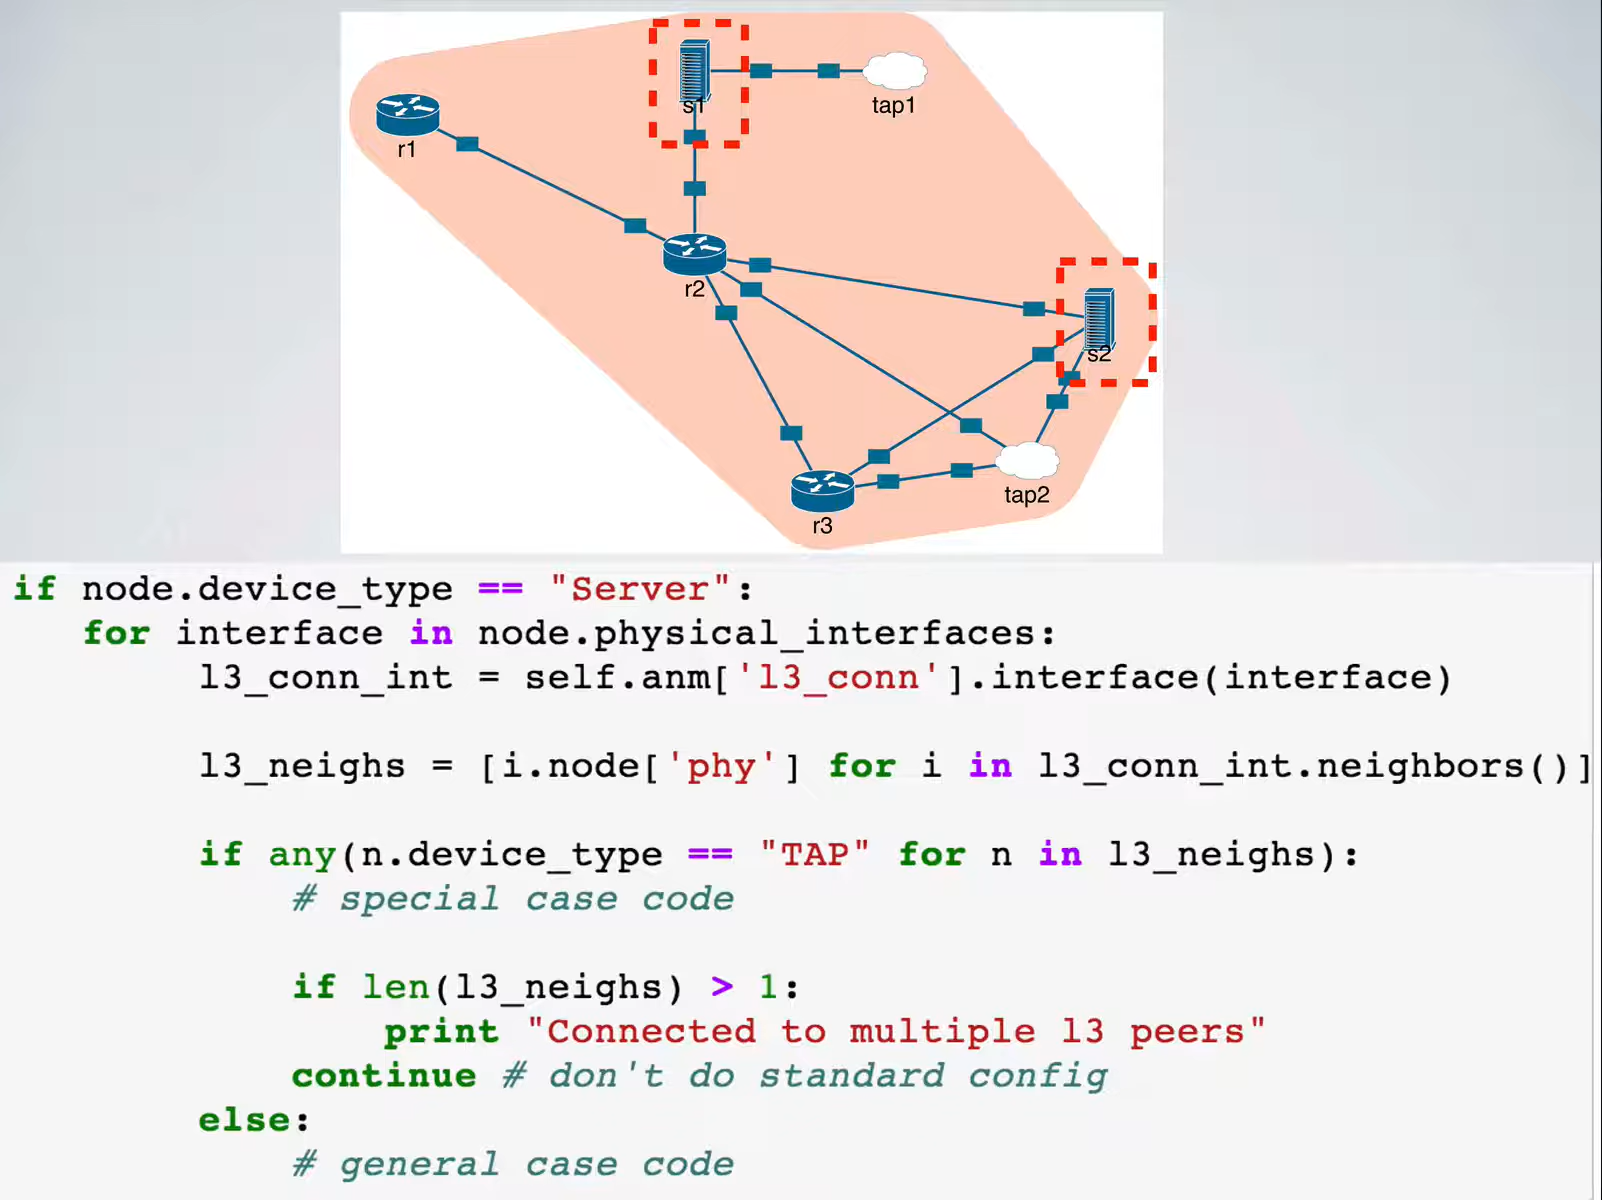 s1
tap1
r1
r2
s2
tap2
r3
if node.device_type == "Server":
    for interface in node.physical_interfaces:
        l3_conn_int = self.anm['l3_conn'].interface(interface)
        l3_neighs = [i.node['phy'] for i in l3_conn_int.neighbors()]
        if any(n.device_type == "TAP" for n in l3_neighs):
            # special case code
            if len(l3_neighs) > 1:
                print "Connected to multiple l3 peers"
            continue # don't do standard config
        else:
            # general case code